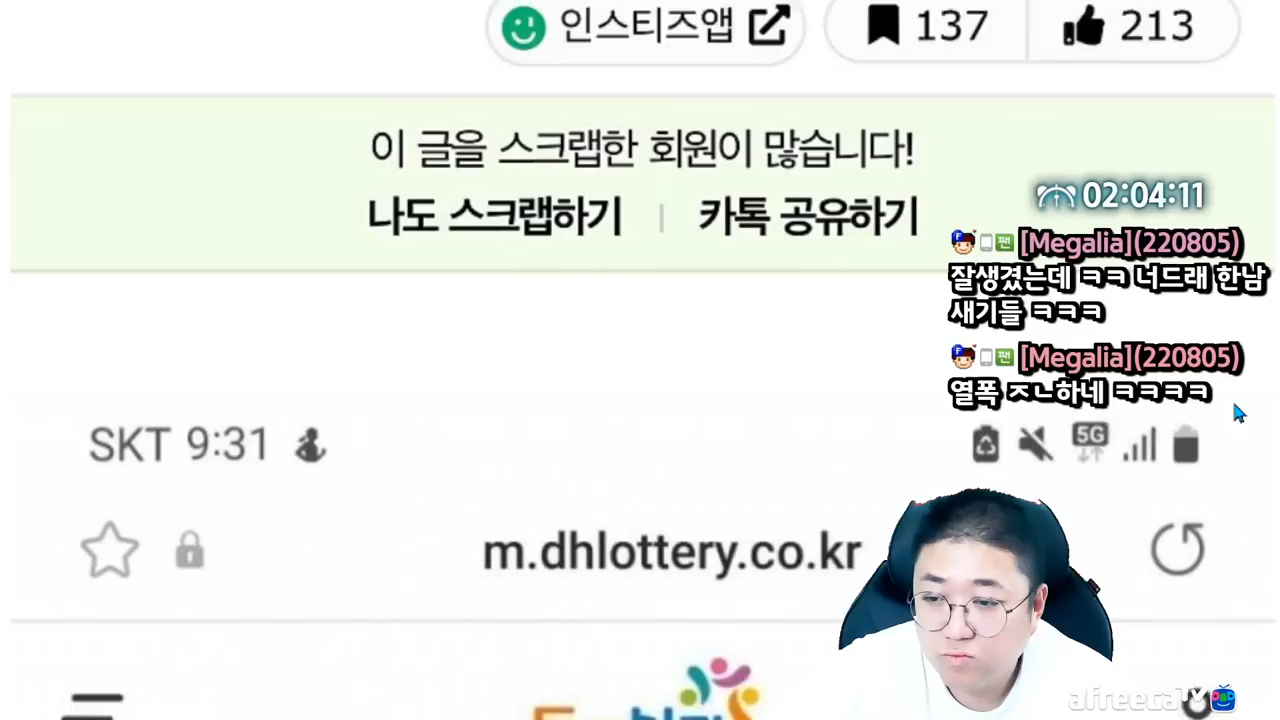 인스티즈앱
137
213
이 글을 스크랩한 회원이 많습니다!
나도 스크랩하기 | 카톡 공유하기
02:04:11
[Megalia](220805)
잘생겼는데 ㅋㅋ 너드래 한남
새기들 ㅋㅋㅋ
[Megalia](220805)
열폭 ㅈㄴ하네 ㅋㅋㅋㅋ
SKT 9:31
5G
m.dhlottery.co.kr
afreecaTV